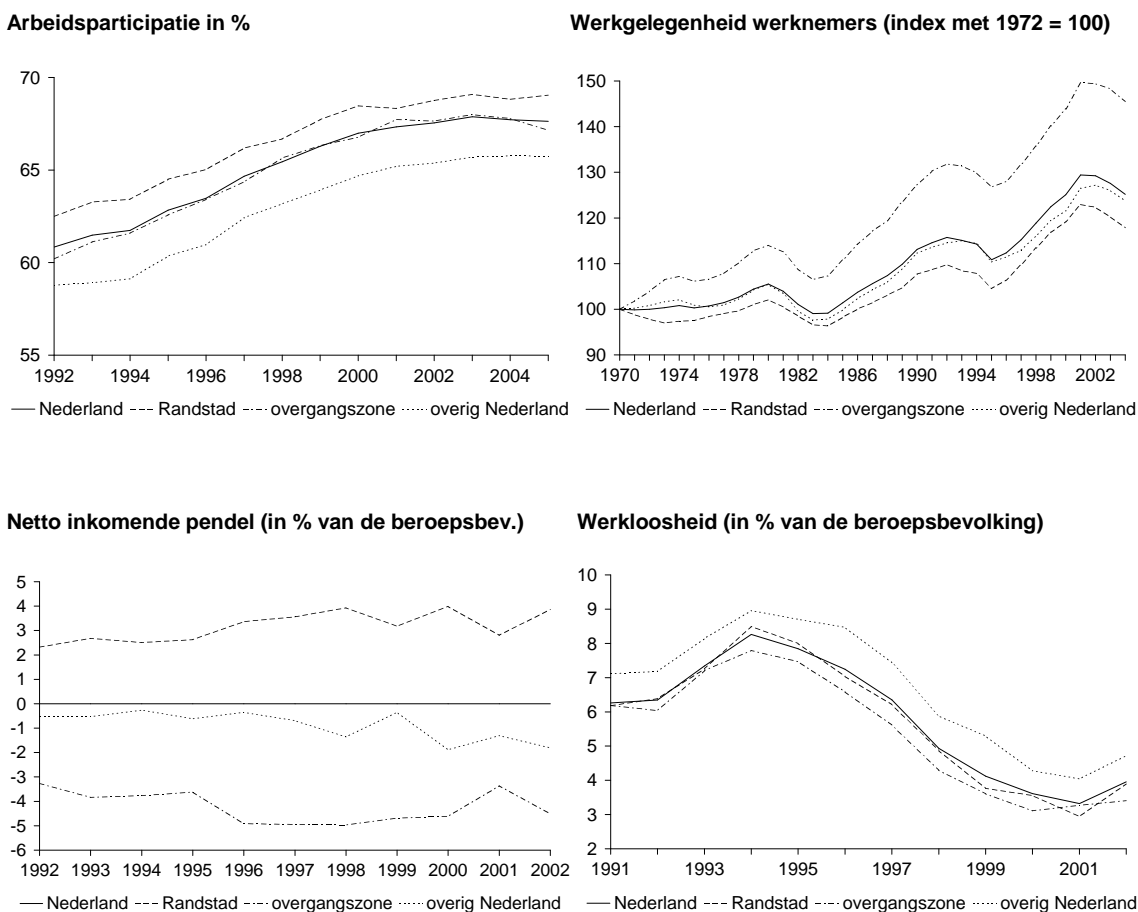 Arbeidsparticipatie in %
70
65
60
55
1992 1994 1996 1998 2000 2002 2004
Nederland Randstad overgangszone overig Nederland
Werkgelegenheid werknemers (index met 1972 = 100)
150
140
130
120
110
100
90
1970 1974 1978 1982 1986 1990 1994 1998 2002
Nederland Randstad overgangszone overig Nederland
Netto inkomende pendel (in % van de beroepsbev.)
5
4
3
2
1
0
-1
-2
-3
-4
-5
-6
1992 1993 1994 1995 1996 1997 1998 1999 2000 2001 2002
Nederland Randstad overgangszone overig Nederland
Werkloosheid (in % van de beroepsbevolking)
10
9
8
7
6
5
4
3
2
1991 1993 1995 1997 1999 2001
Nederland Randstad overgangszone overig Nederland